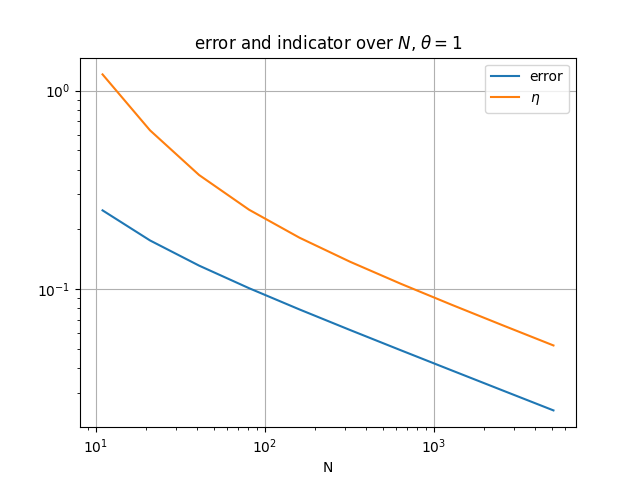 error and indicator over N, θ = 1
error
η
10⁰
10⁻¹
10¹
10²
10³
N